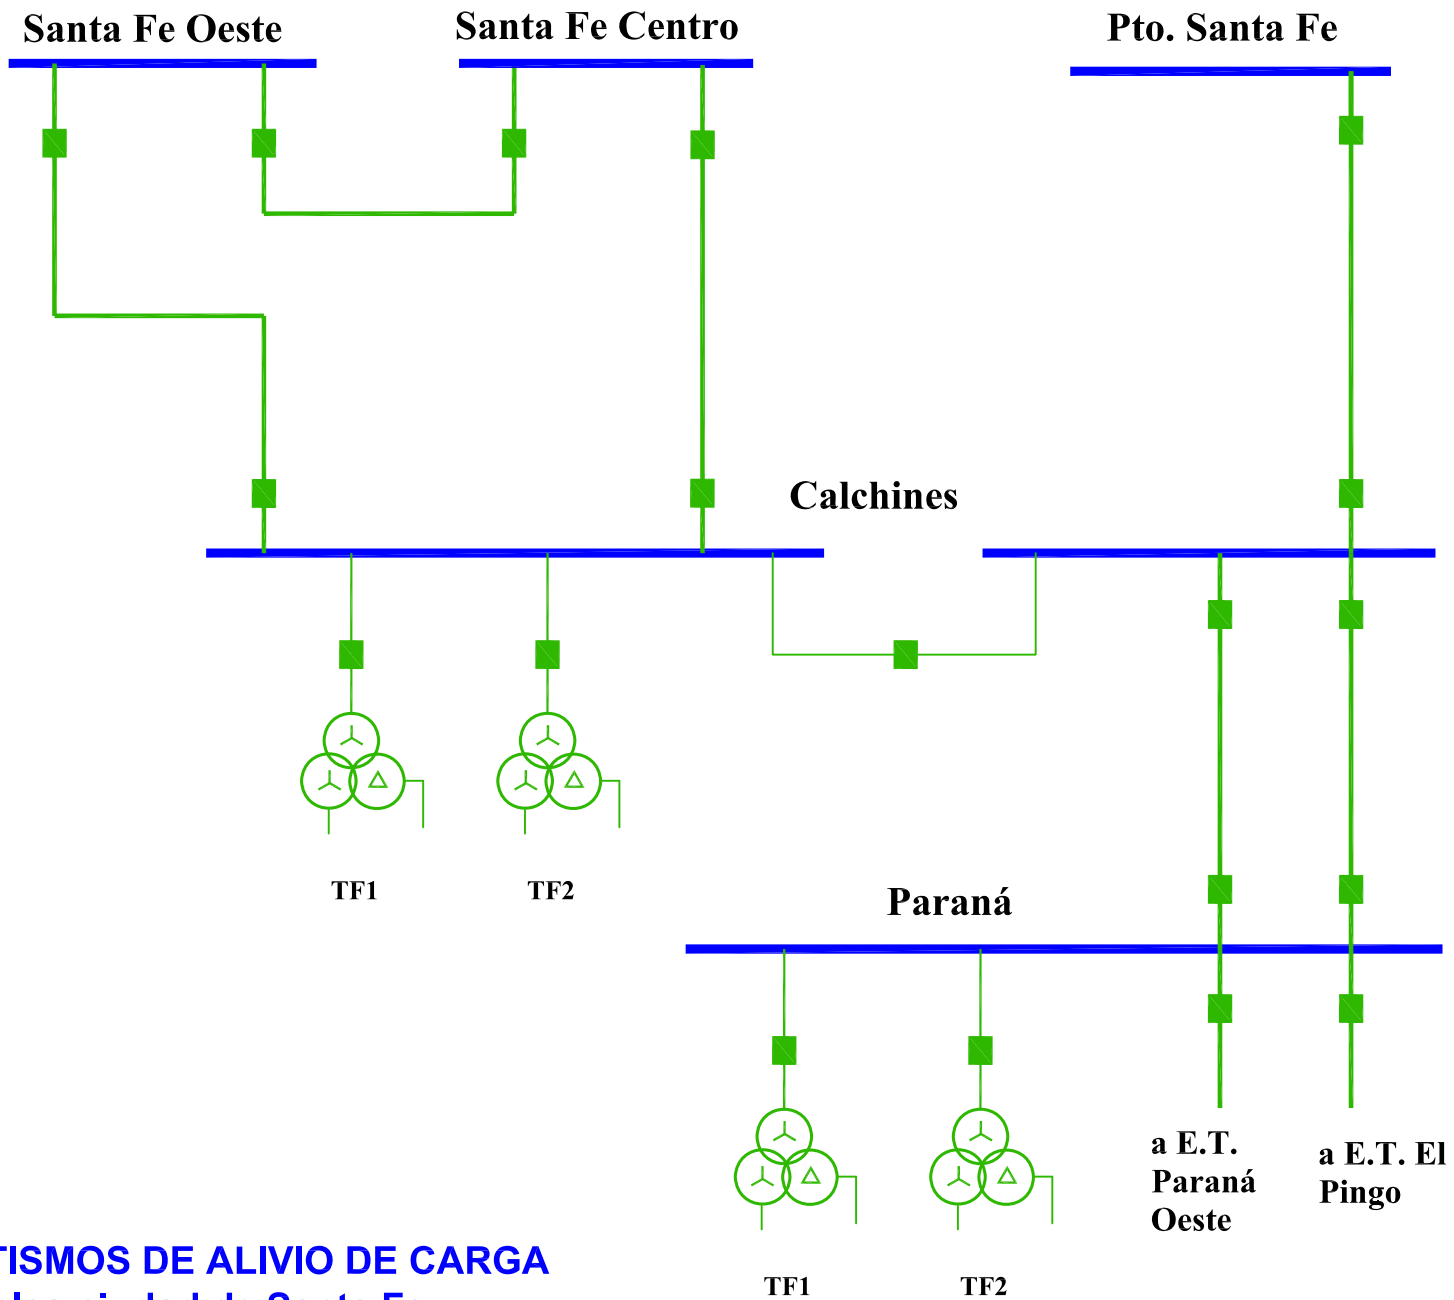 Santa Fe Oeste
Santa Fe Centro
Pto. Santa Fe
Calchines
TF1
TF2
Paraná
a E.T.
Paraná
Oeste
a E.T. El
Pingo
TF1
TF2
DE ALIVIO DE CARGA